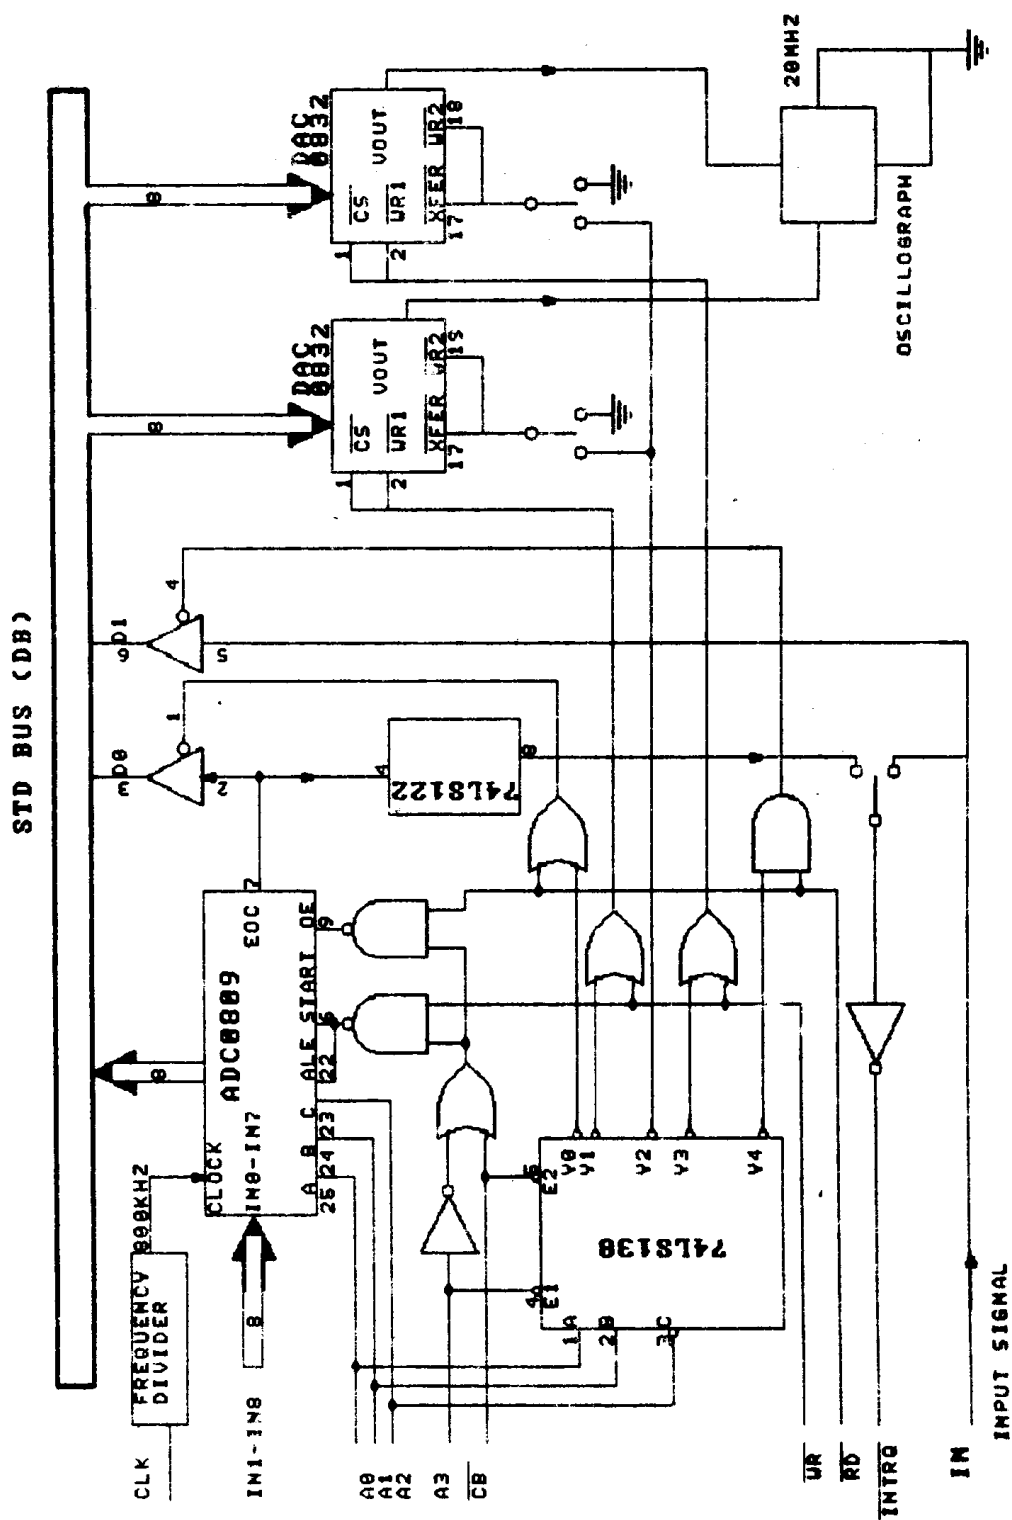 STD BUS (DB)
DAC
0832
CS
WR1
VOUT
XFER
WR2
1
2
17
18
8
DAC
0832
CS
WR1
VOUT
XFER
WR2
1
2
17
8
20MHZ
OSCILLOGRAPH
D1
6
5
4
D0
3
2
1
74LS122
4
8
ADC0809
EOC
7
OE
9
START
6
ALE
22
C
23
B
24
A
25
CLOCK
IN0-IN7
8
8
800KHZ
FREQUENCY
DIVIDER
CLK
IN1-IN8
A0
A1
A2
A3
CB
74LS138
E1
4
E2
5
1A
2B
3C
Y0
Y1
Y2
Y3
Y4
WR
RD
INTRQ
IN
INPUT SIGNAL